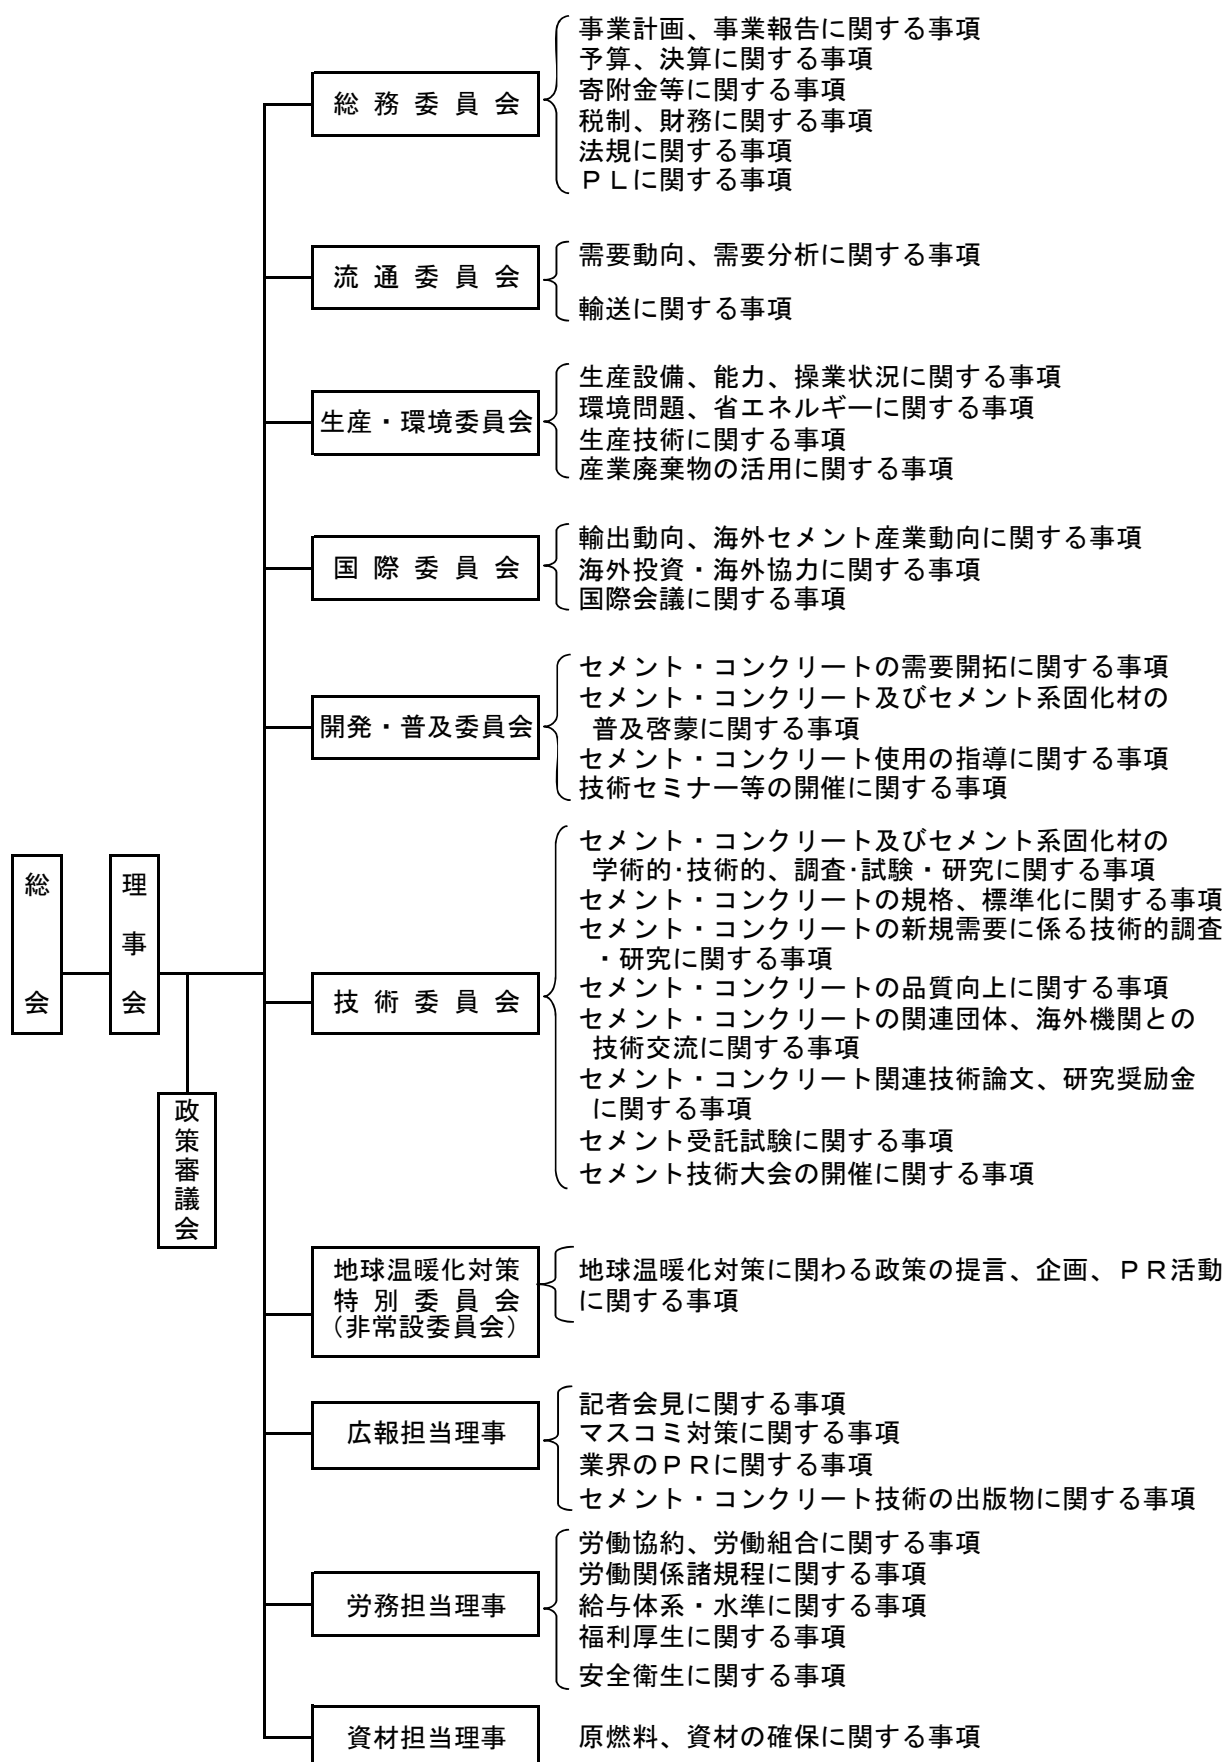 総会
理事会
政策審議会
総務委員会
事業計画、事業報告に関する事項
予算、決算に関する事項
寄附金等に関する事項
税制、財務に関する事項
法規に関する事項
ＰＬに関する事項
流通委員会
需要動向、需要分析に関する事項
輸送に関する事項
生産・環境委員会
生産設備、能力、操業状況に関する事項
環境問題、省エネルギーに関する事項
生産技術に関する事項
産業廃棄物の活用に関する事項
国際委員会
輸出動向、海外セメント産業動向に関する事項
海外投資・海外協力に関する事項
国際会議に関する事項
開発・普及委員会
セメント・コンクリートの需要開拓に関する事項
セメント・コンクリート及びセメント系固化材の
普及啓蒙に関する事項
セメント・コンクリート使用の指導に関する事項
技術セミナー等の開催に関する事項
技術委員会
セメント・コンクリート及びセメント系固化材の
学術的･技術的、調査･試験・研究に関する事項
セメント・コンクリートの規格、標準化に関する事項
セメント・コンクリートの新規需要に係る技術的調査
・研究に関する事項
セメント・コンクリートの品質向上に関する事項
セメント・コンクリートの関連団体、海外機関との
技術交流に関する事項
セメント・コンクリート関連技術論文、研究奨励金
に関する事項
セメント受託試験に関する事項
セメント技術大会の開催に関する事項
地球温暖化対策
特別委員会
（非常設委員会）
地球温暖化対策に関わる政策の提言、企画、ＰＲ活動
に関する事項
広報担当理事
記者会見に関する事項
マスコミ対策に関する事項
業界のＰＲに関する事項
セメント・コンクリート技術の出版物に関する事項
労務担当理事
労働協約、労働組合に関する事項
労働関係諸規程に関する事項
給与体系・水準に関する事項
福利厚生に関する事項
安全衛生に関する事項
資材担当理事
原燃料、資材の確保に関する事項